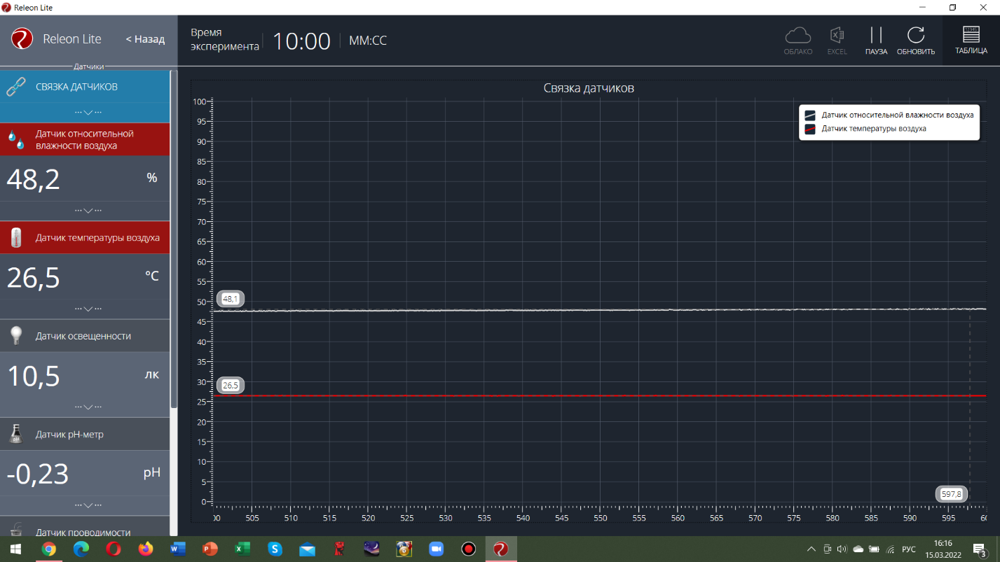 Releon Lite
Releon Lite
< Назад
Время
эксперимента
10:00
ММ:СС
ОБЛАКО
EXCEL
ПАУЗА
ОБНОВИТЬ
ТАБЛИЦА
Датчики
СВЯЗКА ДАТЧИКОВ
Датчик относительной
влажности воздуха
48,2 %
Датчик температуры воздуха
26,5 °C
Датчик освещенности
10,5 лк
Датчик pH-метр
-0,23 pH
Датчик проводимости
Связка датчиков
Датчик относительной влажности воздуха
Датчик температуры воздуха
100
95
90
85
80
75
70
65
60
55
50
45
40
35
30
25
20
15
10
5
0
48,1
26,5
597,8
00 505 510 515 520 525 530 535 540 545 550 555 560 565 570 575 580 585 590 595 60
РУС
16:16
15.03.2022
3